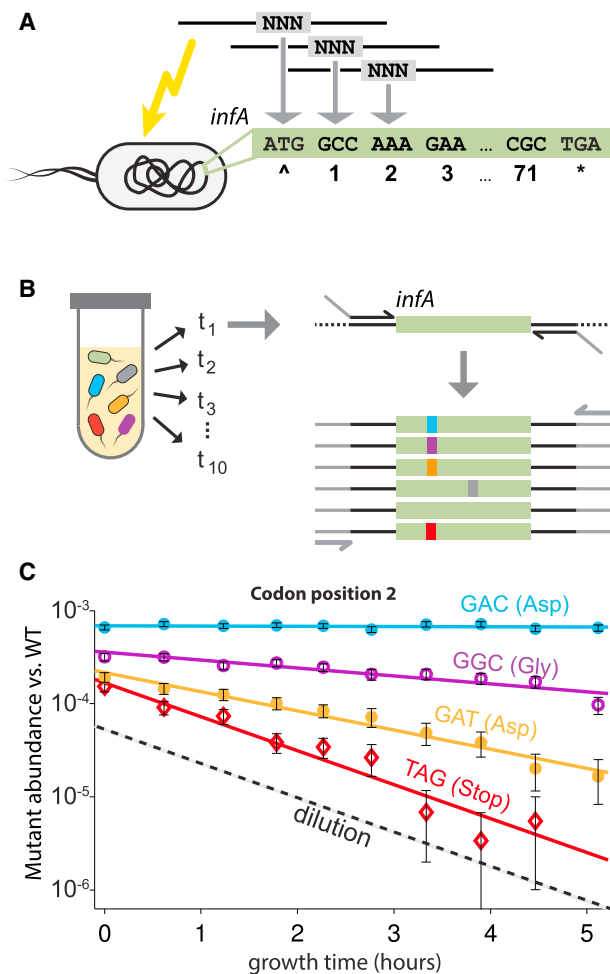 A
NNN
NNN
NNN
infA
ATG GCC AAA GAA ... CGC TGA
^ 1 2 3 ... 71 *
B
t1
t2
t3
⋮
t10
infA
C
Codon position 2
Mutant abundance vs. WT
10-3
10-4
10-5
10-6
GAC (Asp)
GGC (Gly)
GAT (Asp)
TAG (Stop)
dilution
0 1 2 3 4 5
growth time (hours)